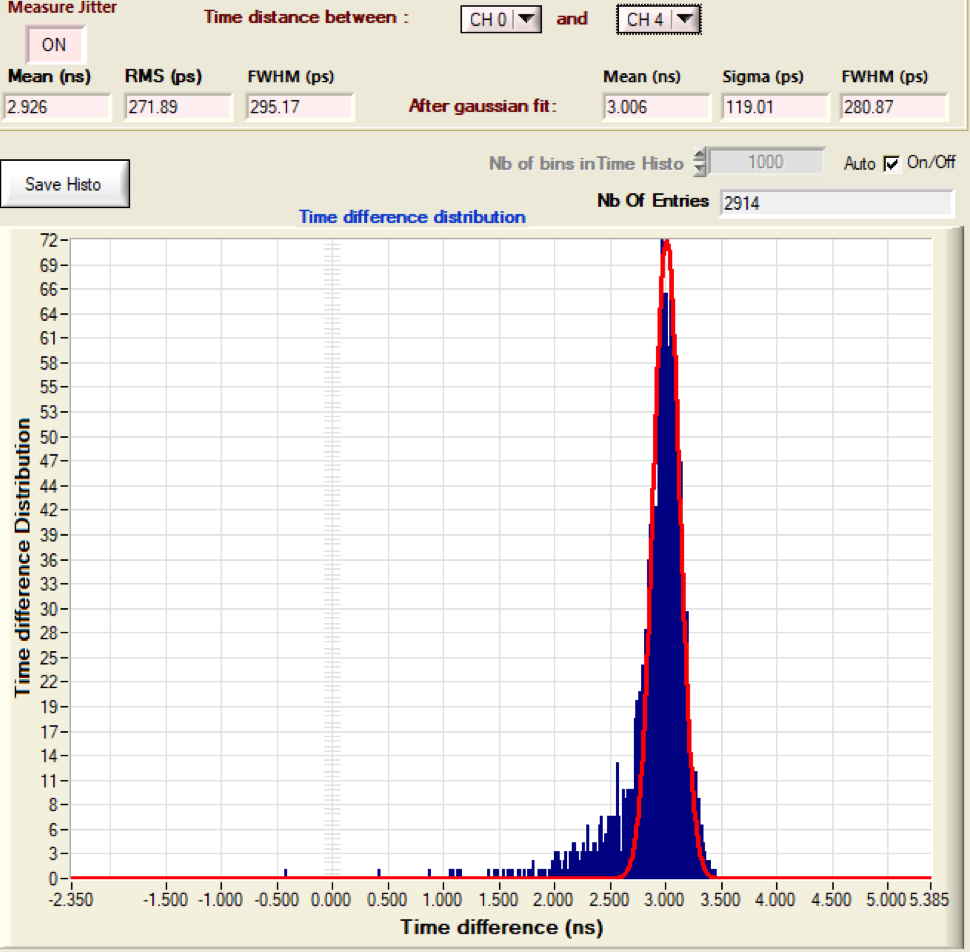 Measure Jitter
Time distance between :
CH 0
and
CH 4
ON
Mean (ns)
RMS (ps)
FWHM (ps)
Mean (ns)
Sigma (ps)
FWHM (ps)
2.926
271.89
295.17
After gaussian fit:
3.006
119.01
280.87
Nb of bins in Time Histo
1000
Auto
On/Off
Save Histo
Nb Of Entries
2914
Time difference distribution
72
69
66
64
61
58
55
53
50
47
44
42
39
36
33
30
28
25
22
19
17
14
11
8
6
3
0
Time difference Distribution
-2.350
-1.500
-1.000
-0.500
0.000
0.500
1.000
1.500
2.000
2.500
3.000
3.500
4.000
4.500
5.000
5.385
Time difference (ns)